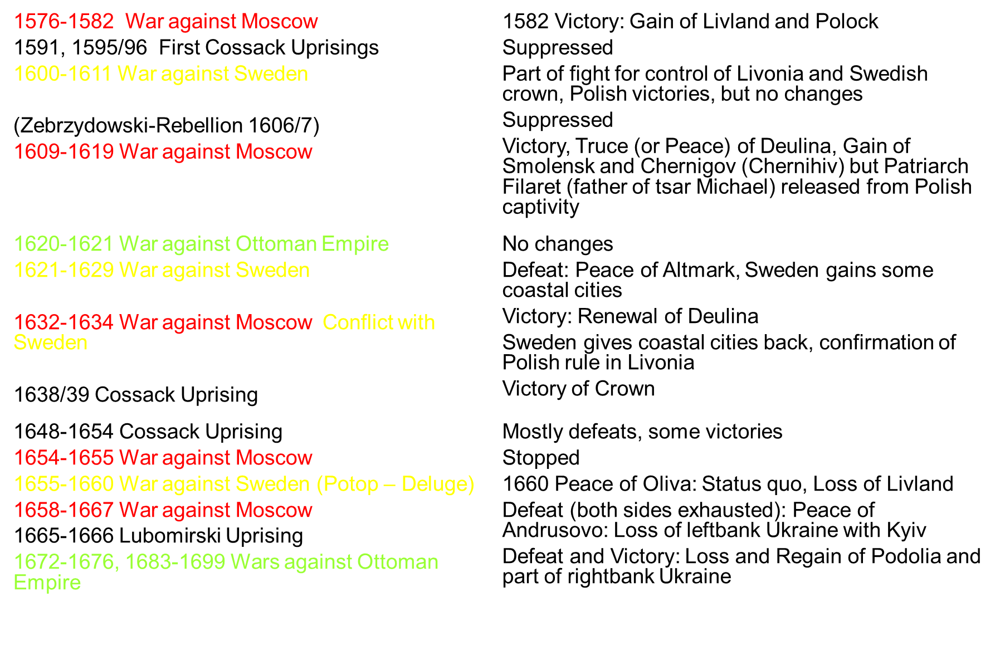 1576-1582  War against Moscow
1582 Victory: Gain of Livland and Polock
1591, 1595/96  First Cossack Uprisings
Suppressed
1600-1611 War against Sweden
Part of fight for control of Livonia and Swedish
crown, Polish victories, but no changes
(Zebrzydowski-Rebellion 1606/7)
Suppressed
1609-1619 War against Moscow
Victory, Truce (or Peace) of Deulina, Gain of
Smolensk and Chernigov (Chernihiv) but Patriarch
Filaret (father of tsar Michael) released from Polish
captivity
1620-1621 War against Ottoman Empire
No changes
1621-1629 War against Sweden
Defeat: Peace of Altmark, Sweden gains some
coastal cities
1632-1634 War against Moscow  Conflict with
Sweden
Victory: Renewal of Deulina
Sweden gives coastal cities back, confirmation of
Polish rule in Livonia
1638/39 Cossack Uprising
Victory of Crown
1648-1654 Cossack Uprising
Mostly defeats, some victories
1654-1655 War against Moscow
Stopped
1655-1660 War against Sweden (Potop – Deluge)
1660 Peace of Oliva: Status quo, Loss of Livland
1658-1667 War against Moscow
Defeat (both sides exhausted): Peace of
Andrusovo: Loss of leftbank Ukraine with Kyiv
1665-1666 Lubomirski Uprising
1672-1676, 1683-1699 Wars against Ottoman
Empire
Defeat and Victory: Loss and Regain of Podolia and
part of rightbank Ukraine